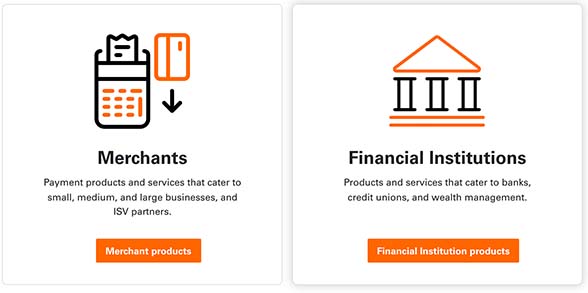 Merchants
Payment products and services that cater to
small, medium, and large businesses, and
ISV partners.
Merchant products
Financial Institutions
Products and services that cater to banks,
credit unions, and wealth management.
Financial Institution products